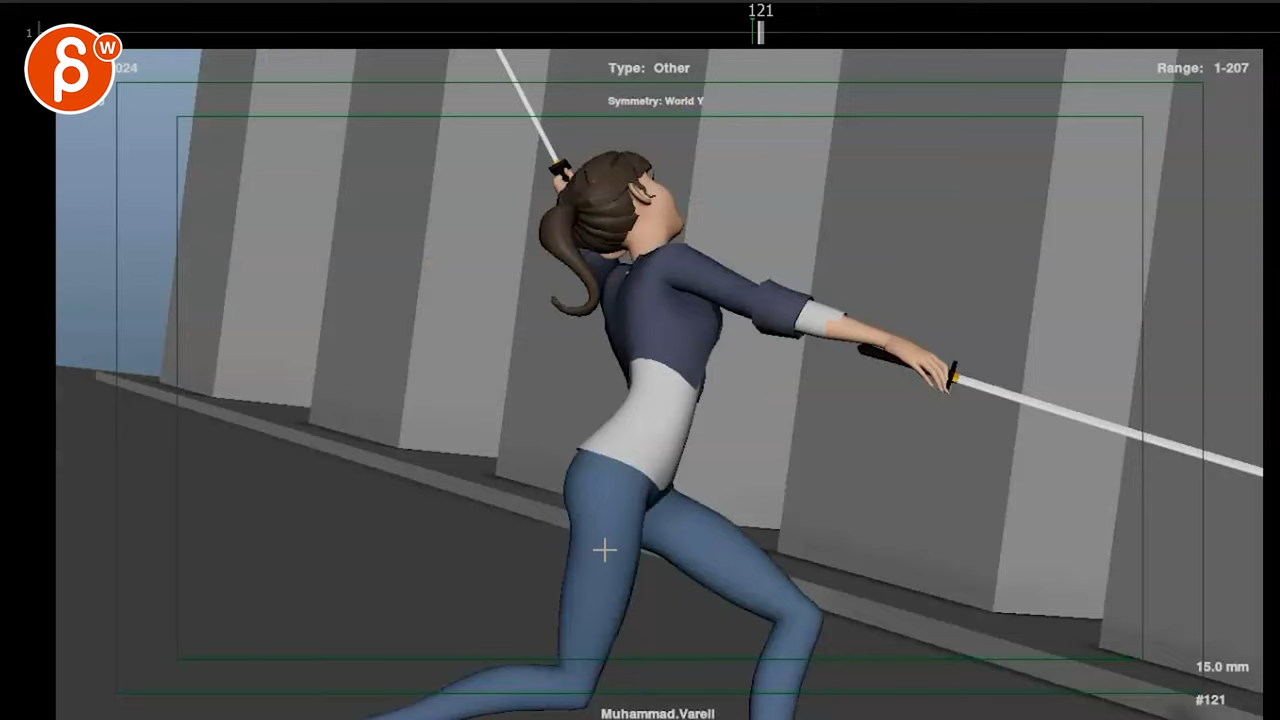 121
1
W
024
Type: Other
Range: 1-207
Symmetry: World Y
15.0 mm
#121
Muhammad.Varell